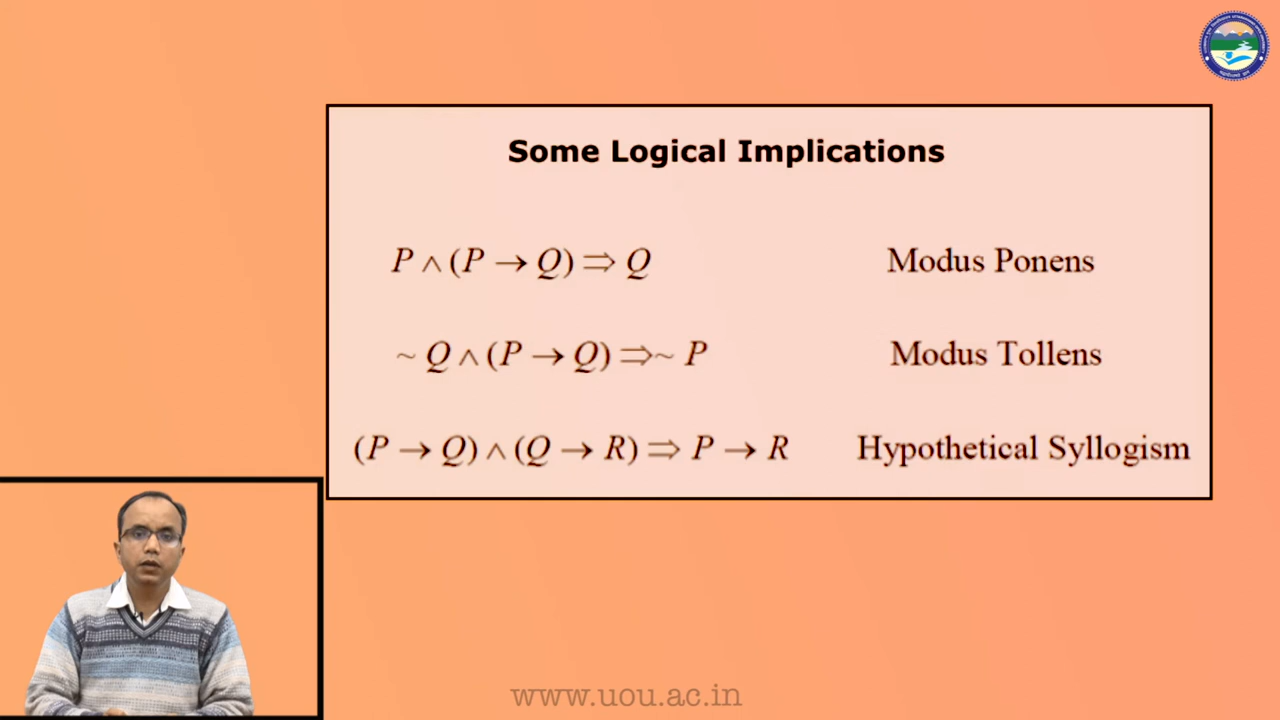 Some Logical Implications
P ∧ (P → Q) ⇒ Q Modus Ponens
~ Q ∧ (P → Q) ⇒~ P Modus Tollens
(P → Q) ∧ (Q → R) ⇒ P → R Hypothetical Syllogism
www.uou.ac.in